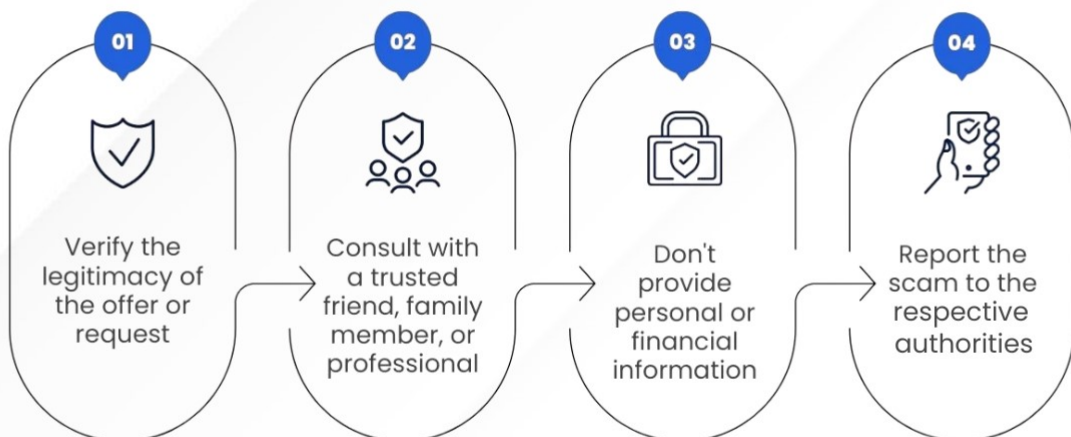 01
Verify the
legitimacy of
the offer or
request
02
Consult with
a trusted
friend, family
member, or
professional
03
Don't
provide
personal or
financial
information
04
Report the
scam to the
respective
authorities